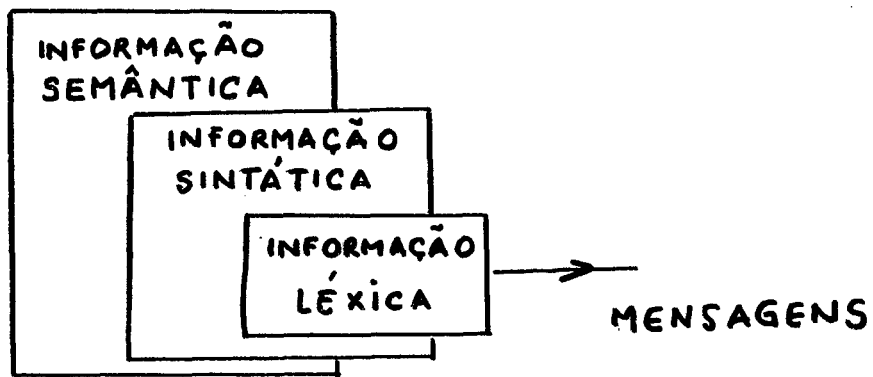 INFORMAÇÃO
SEMÂNTICA
INFORMAÇÃO
SINTÁTICA
INFORMAÇÃO
LÉXICA
MENSAGENS